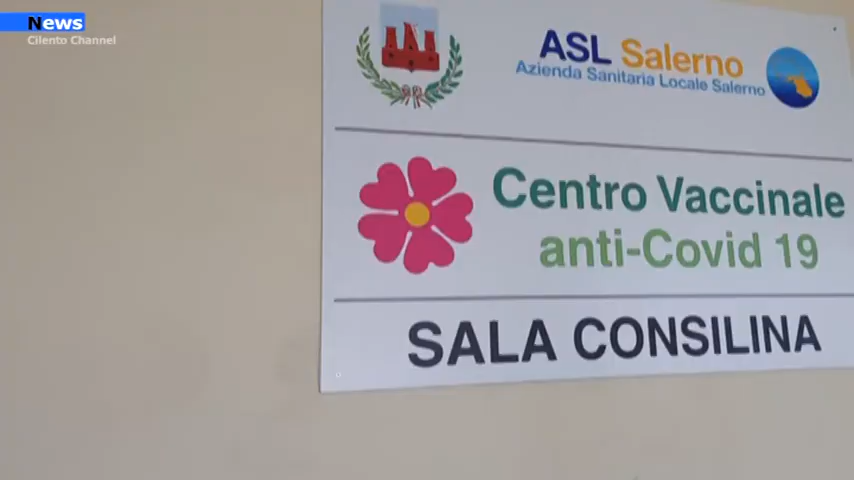 News
Cilento Channel
ASL Salerno
Azienda Sanitaria Locale Salerno
Centro Vaccinale
anti-Covid 19
SALA CONSILINA